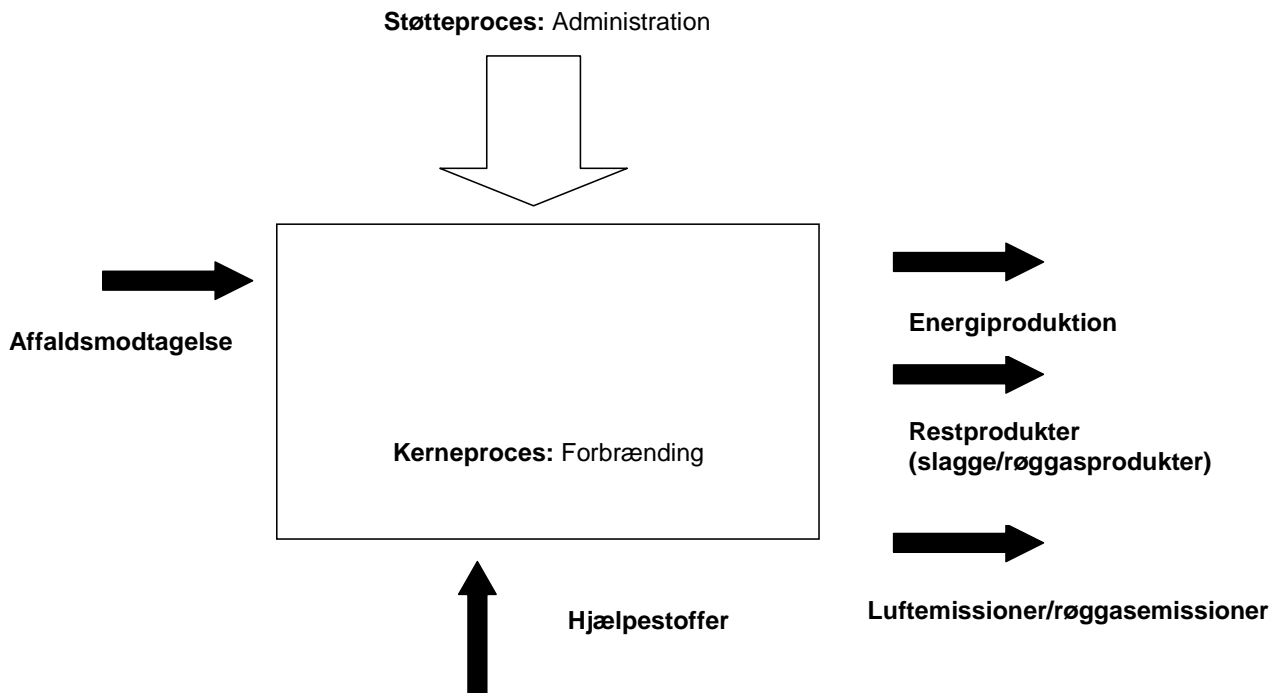 Støtteproces: Administration
Affaldsmodtagelse
Kerneproces: Forbrænding
Energiproduktion
Restprodukter
(slagge/røggasprodukter)
Hjælpestoffer
Luftemissioner/røggasemissioner